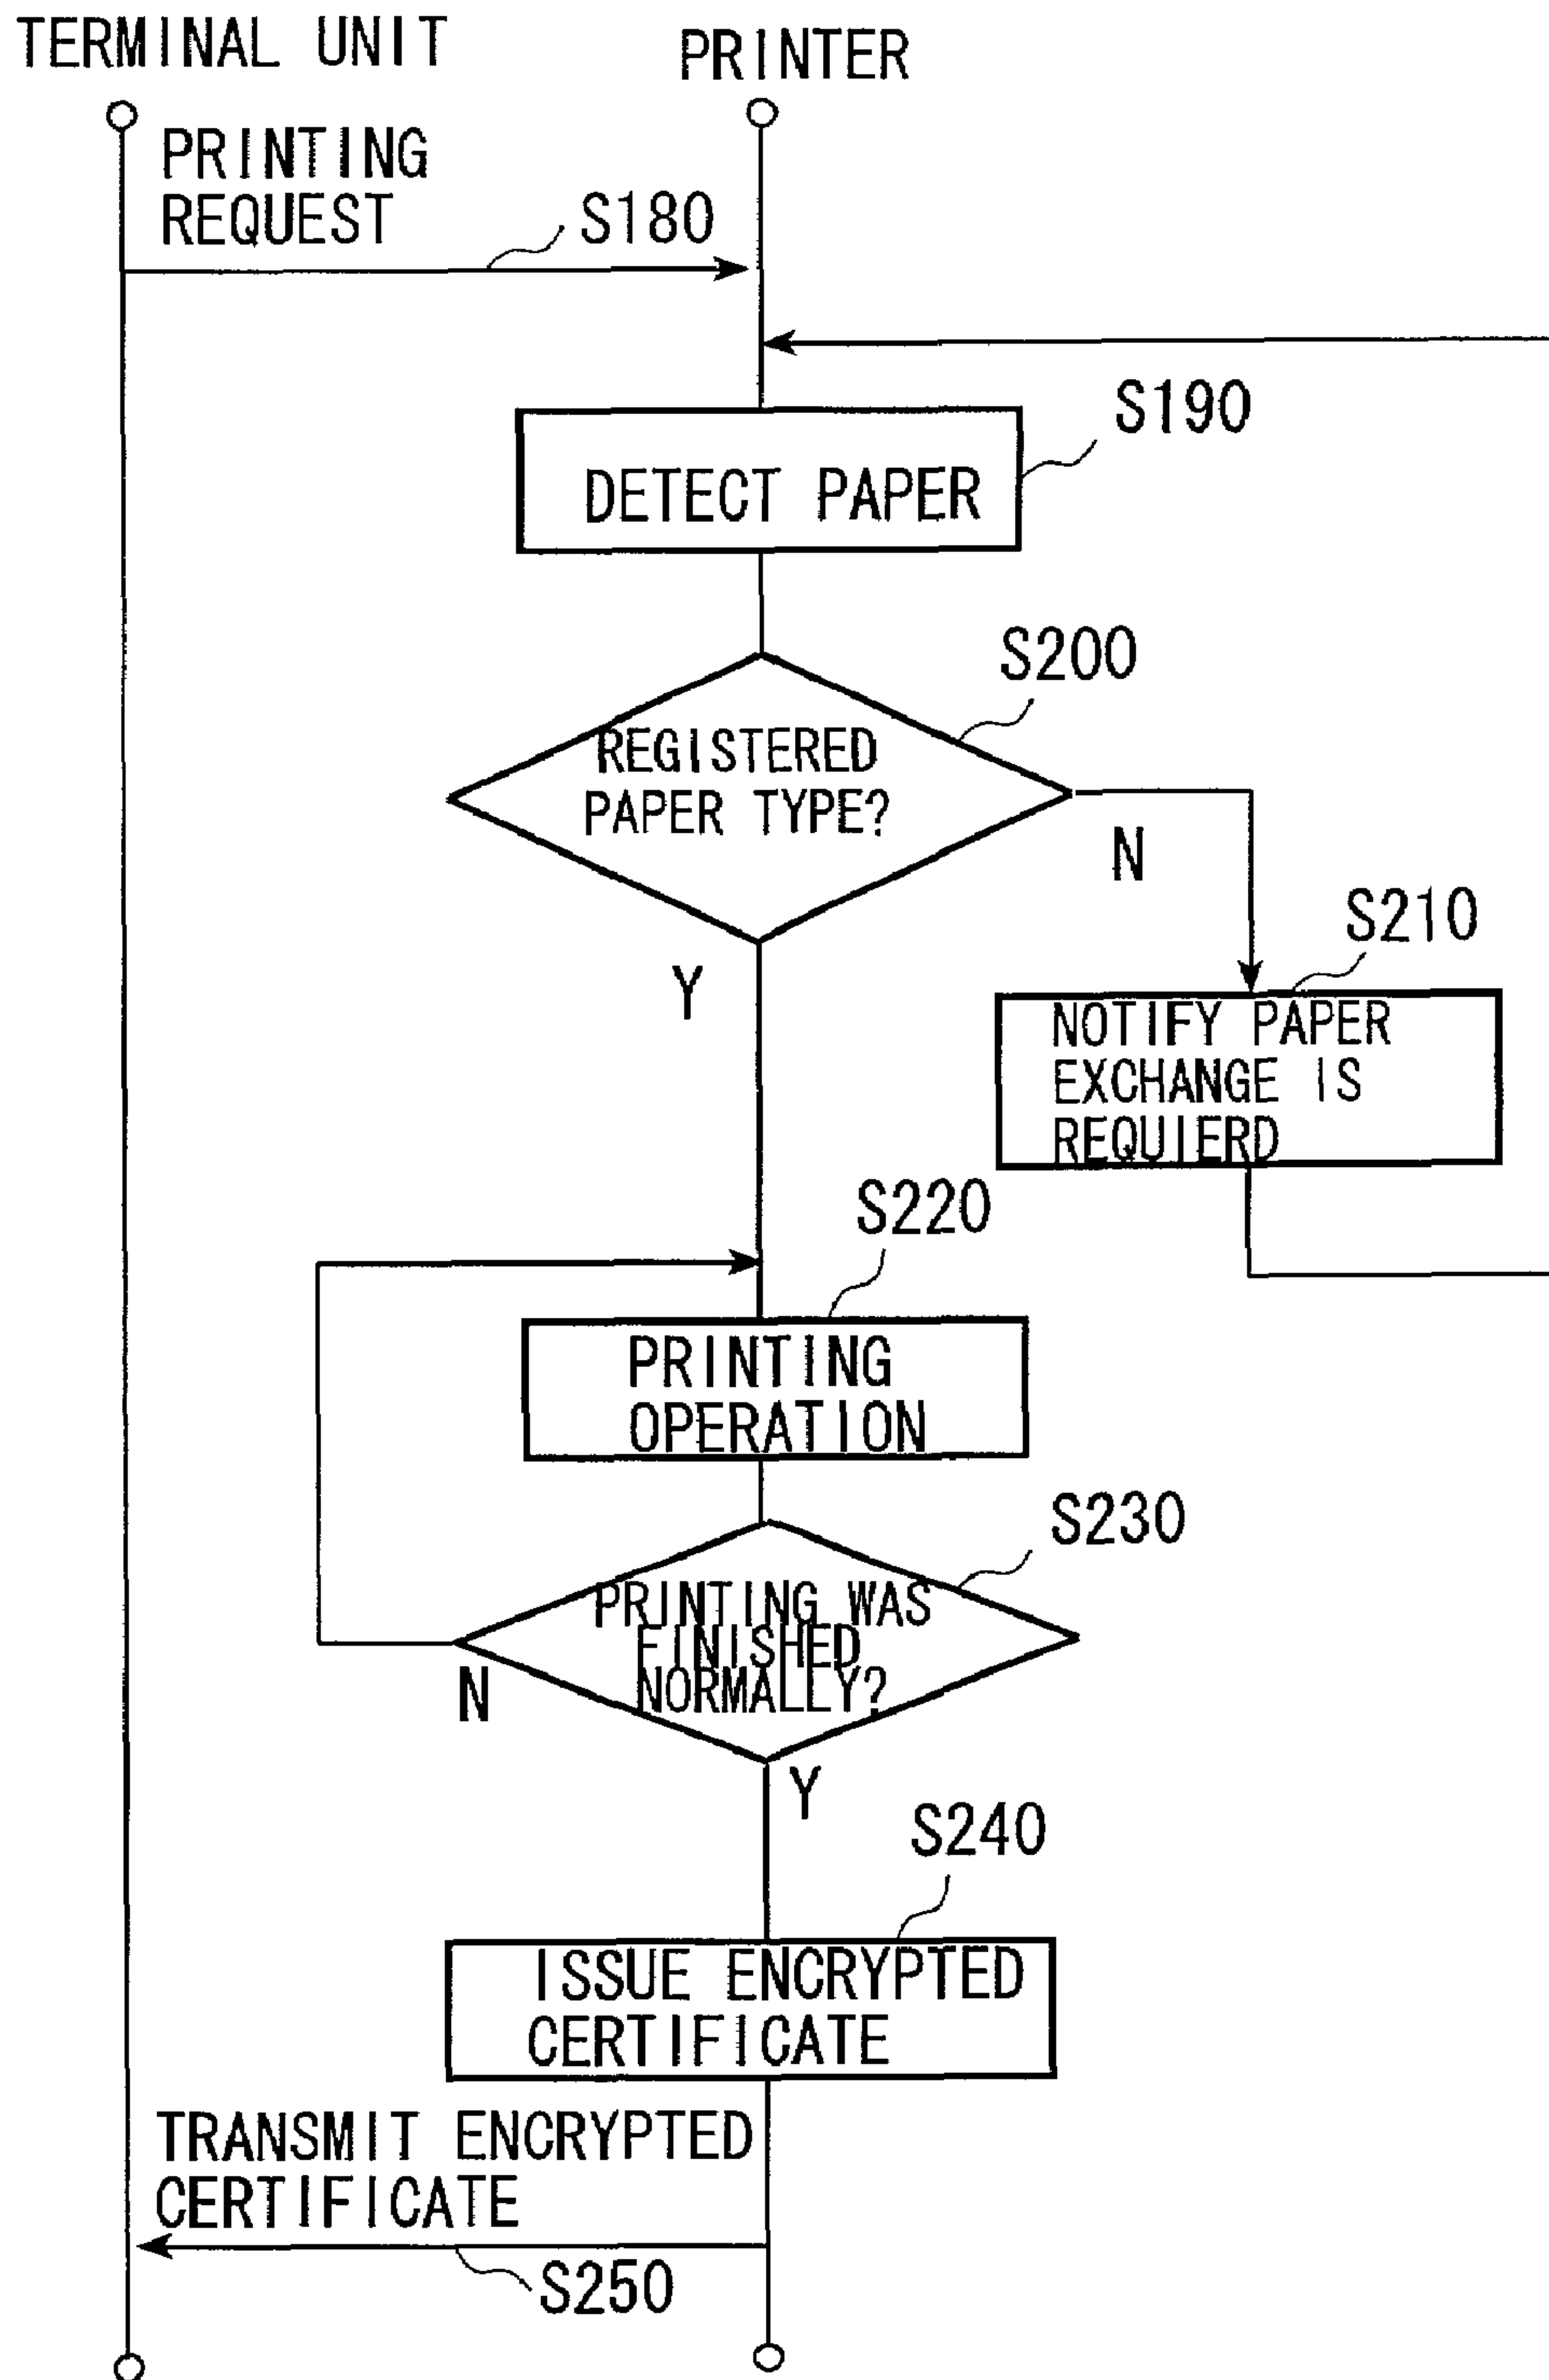 TERMINAL UNIT
PRINTER
PRINTING
REQUEST
S180
S190
DETECT PAPER
S200
REGISTERED
PAPER TYPE?
N
Y
S210
NOTIFY PAPER
EXCHANGE IS
REQUIERD
S220
PRINTING
OPERATION
S230
PRINTING WAS
FINISHED
NORMALLY?
N
Y
S240
ISSUE ENCRYPTED
CERTIFICATE
TRANSMIT ENCRYPTED
CERTIFICATE
S250